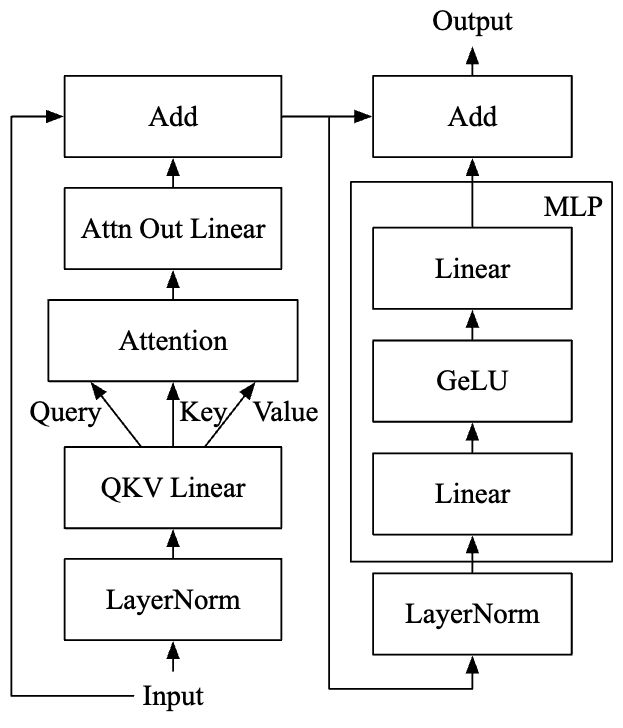 Output
Add
Add
Attn Out Linear
MLP
Linear
Attention
GeLU
Query
Key
Value
QKV Linear
Linear
LayerNorm
LayerNorm
Input